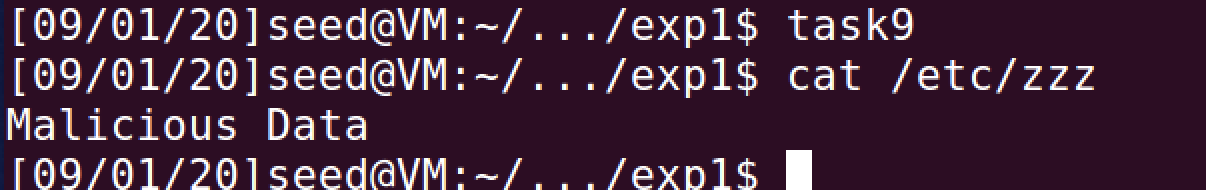 [09/01/20]seed@VM:~/.../exp1$ task9
[09/01/20]seed@VM:~/.../exp1$ cat /etc/zzz
Malicious Data
[09/01/20]seed@VM:~/.../exp1$